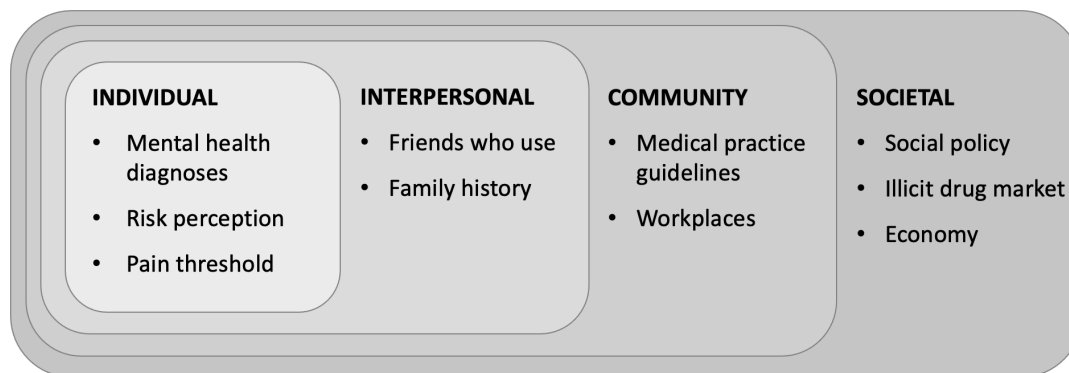 INDIVIDUAL
• Mental health
diagnoses
• Risk perception
• Pain threshold
INTERPERSONAL
• Friends who use
• Family history
COMMUNITY
• Medical practice
guidelines
• Workplaces
SOCIETAL
• Social policy
• Illicit drug market
• Economy